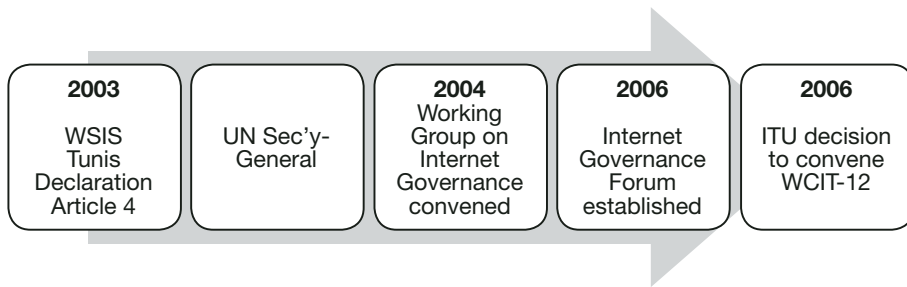 2003
WSIS
Tunis
Declaration
Article 4
UN Sec’y-
General
2004
Working
Group on
Internet
Governance
convened
2006
Internet
Governance
Forum
established
2006
ITU decision
to convene
WCIT-12